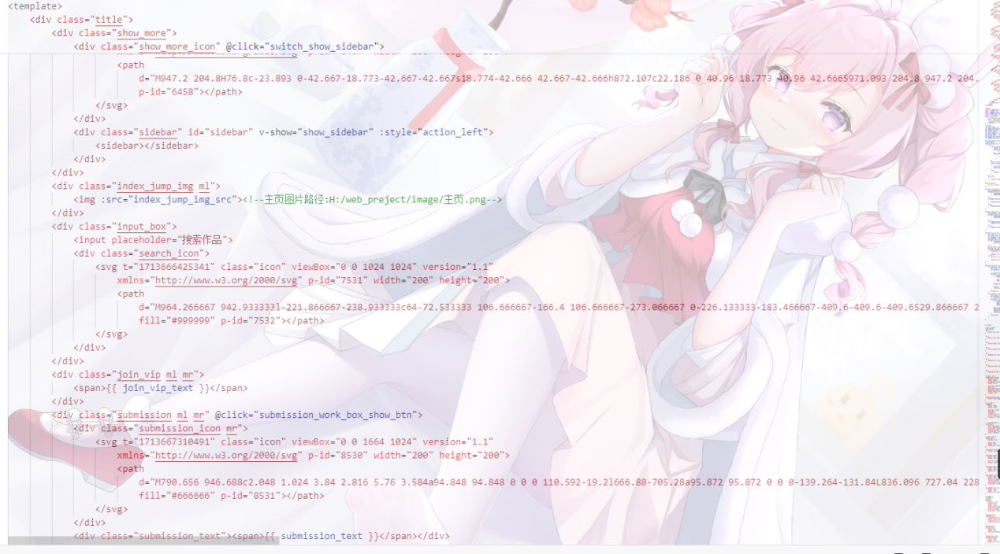 <template>
<div class="title">
<div class="show_more">
<div class="show_more_icon" @click="switch_show_sidebar">
<path
d="M947.2 204.8H76.8c-23.893 0-42.667-18.773-42.667-42.667s18.774-42.666 42.667-42.666h872.107c22.186 0 40.96 18.773 40.96 42.666S971.093 204.8 947.2 204.
p-id="6458"></path>
</svg>
</div>
<div class="sidebar" id="sidebar" v-show="show_sidebar" :style="action_left">
<sidebar></sidebar>
</div>
</div>
<div class="index_jump_img ml">
<img :src="index_jump_img_src"><!--主页图片路径:H:/web_preject/image/主页.png-->
</div>
<div class="input_box">
<input placeholder="搜索作品">
<div class="search_icon">
<svg t="1713666425341" class="icon" viewBox="0 0 1024 1024" version="1.1"
xmlns="http://www.w3.org/2000/svg" p-id="7531" width="200" height="200">
<path
d="M964.266667 942.933333l-221.866667-238.933333c64-72.533333 106.666667-166.4 106.666667-273.066667 0-226.133333-183.466667-409.6-409.6-409.6S29.866667 2
fill="#999999" p-id="7532"></path>
</svg>
</div>
</div>
<div class="join_vip ml mr">
<span>{{ join_vip_text }}</span>
</div>
<div class="submission ml mr" @click="submission_work_box_show_btn">
<div class="submission_icon mr">
<svg t="1713667310491" class="icon" viewBox="0 0 1664 1024" version="1.1"
xmlns="http://www.w3.org/2000/svg" p-id="8530" width="200" height="200">
<path
d="M790.656 946.688c2.048 1.024 3.84 2.816 5.76 3.584a94.848 94.848 0 0 0 110.592-19.2l666.88-705.28a95.872 95.872 0 0 0-139.264-131.84L836.096 727.04 228
fill="#666666" p-id="8531"></path>
</svg>
</div>
<div class="submission_text"><span>{{ submission_text }}</span></div>